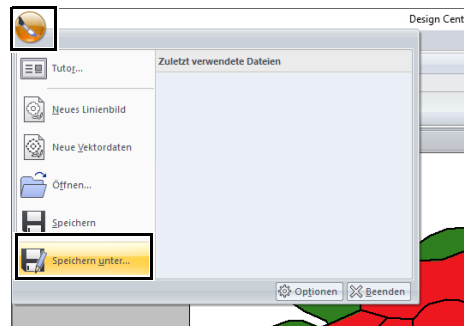 Design Cent
Zuletzt verwendete Dateien
Tutor...
Neues Linienbild
Neue Vektordaten
Öffnen...
Speichern
Speichern unter...
Optionen
Beenden